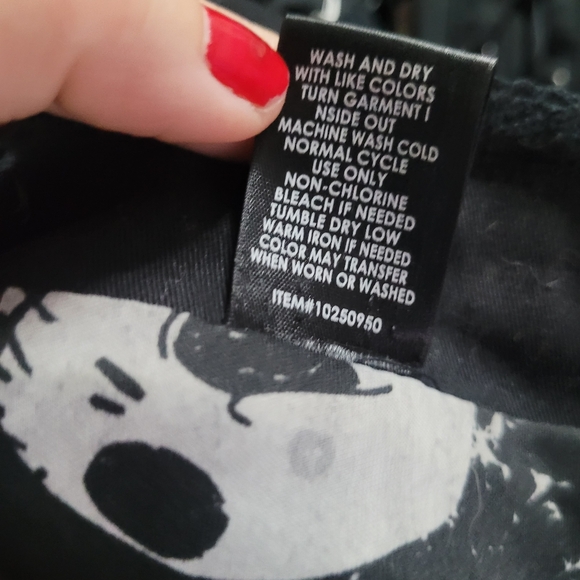 WASH AND DRY
WITH LIKE COLORS
TURN GARMENT I
NSIDE OUT
MACHINE WASH COLD
NORMAL CYCLE
USE ONLY
NON-CHLORINE
BLEACH IF NEEDED
TUMBLE DRY LOW
WARM IRON IF NEEDED
COLOR MAY TRANSFER
WHEN WORN OR WASHED
ITEM#10250950